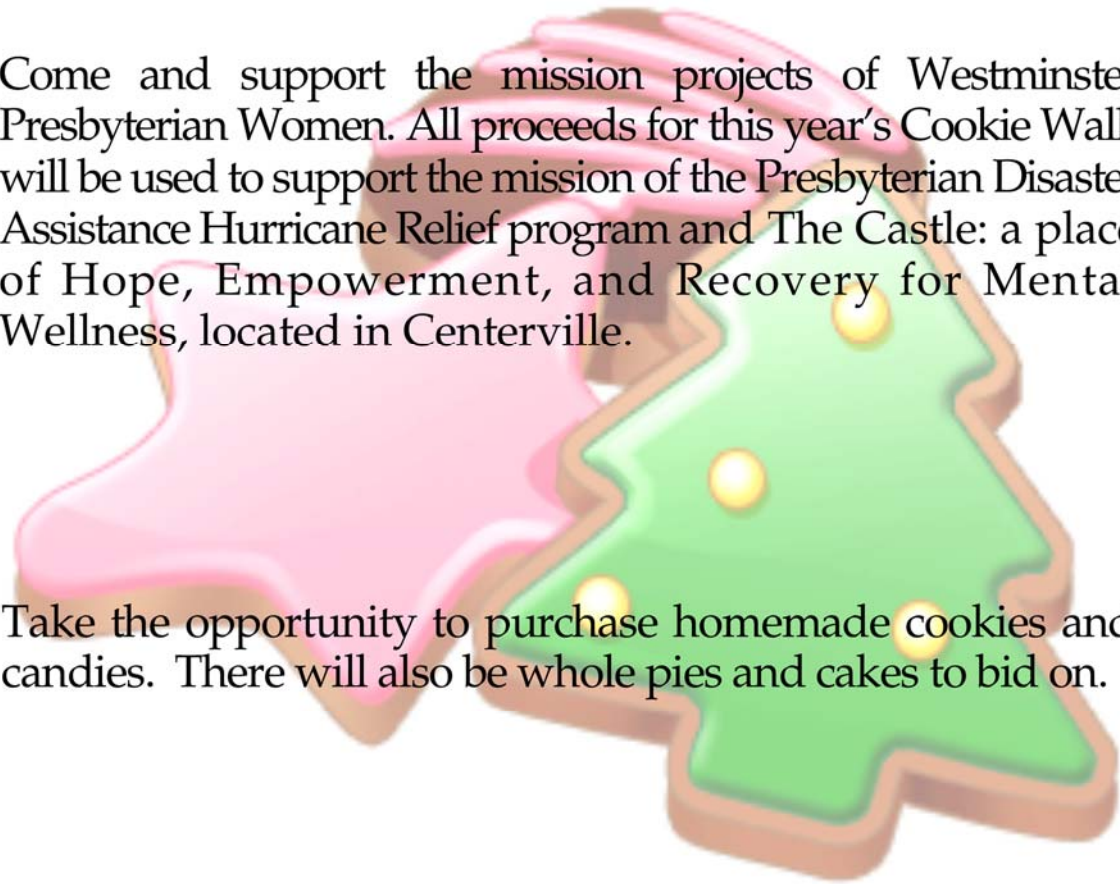 Come and support the mission projects of Westminste
Presbyterian Women. All proceeds for this year's Cookie Wal
will be used to support the mission of the Presbyterian Disaste
Assistance Hurricane Relief program and The Castle: a place
of Hope, Empowerment, and Recovery for Menta
Wellness, located in Centerville.
Take the opportunity to purchase homemade cookies and
candies. There will also be whole pies and cakes to bid on.